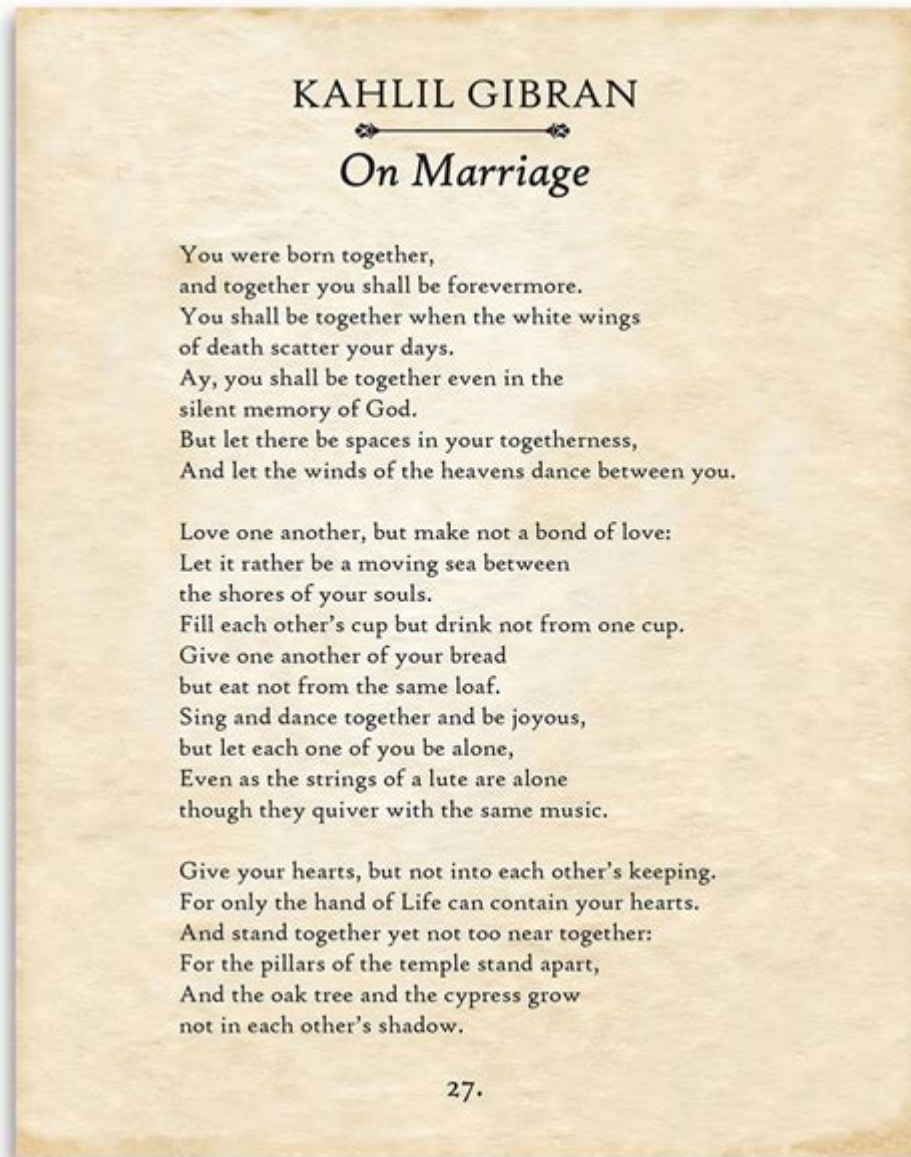 KAHLIL GIBRAN
On Marriage
You were born together,
and together you shall be forevermore.
You shall be together when the white wings
of death scatter your days.
Ay, you shall be together even in the
silent memory of God.
But let there be spaces in your togetherness,
And let the winds of the heavens dance between you.
Love one another, but make not a bond of love:
Let it rather be a moving sea between
the shores of your souls.
Fill each other's cup but drink not from one cup.
Give one another of your bread
but eat not from the same loaf.
Sing and dance together and be joyous,
but let each one of you be alone,
Even as the strings of a lute are alone
though they quiver with the same music.
Give your hearts, but not into each other's keeping.
For only the hand of Life can contain your hearts.
And stand together yet not too near together:
For the pillars of the temple stand apart,
And the oak tree and the cypress grow
not in each other's shadow.
27.